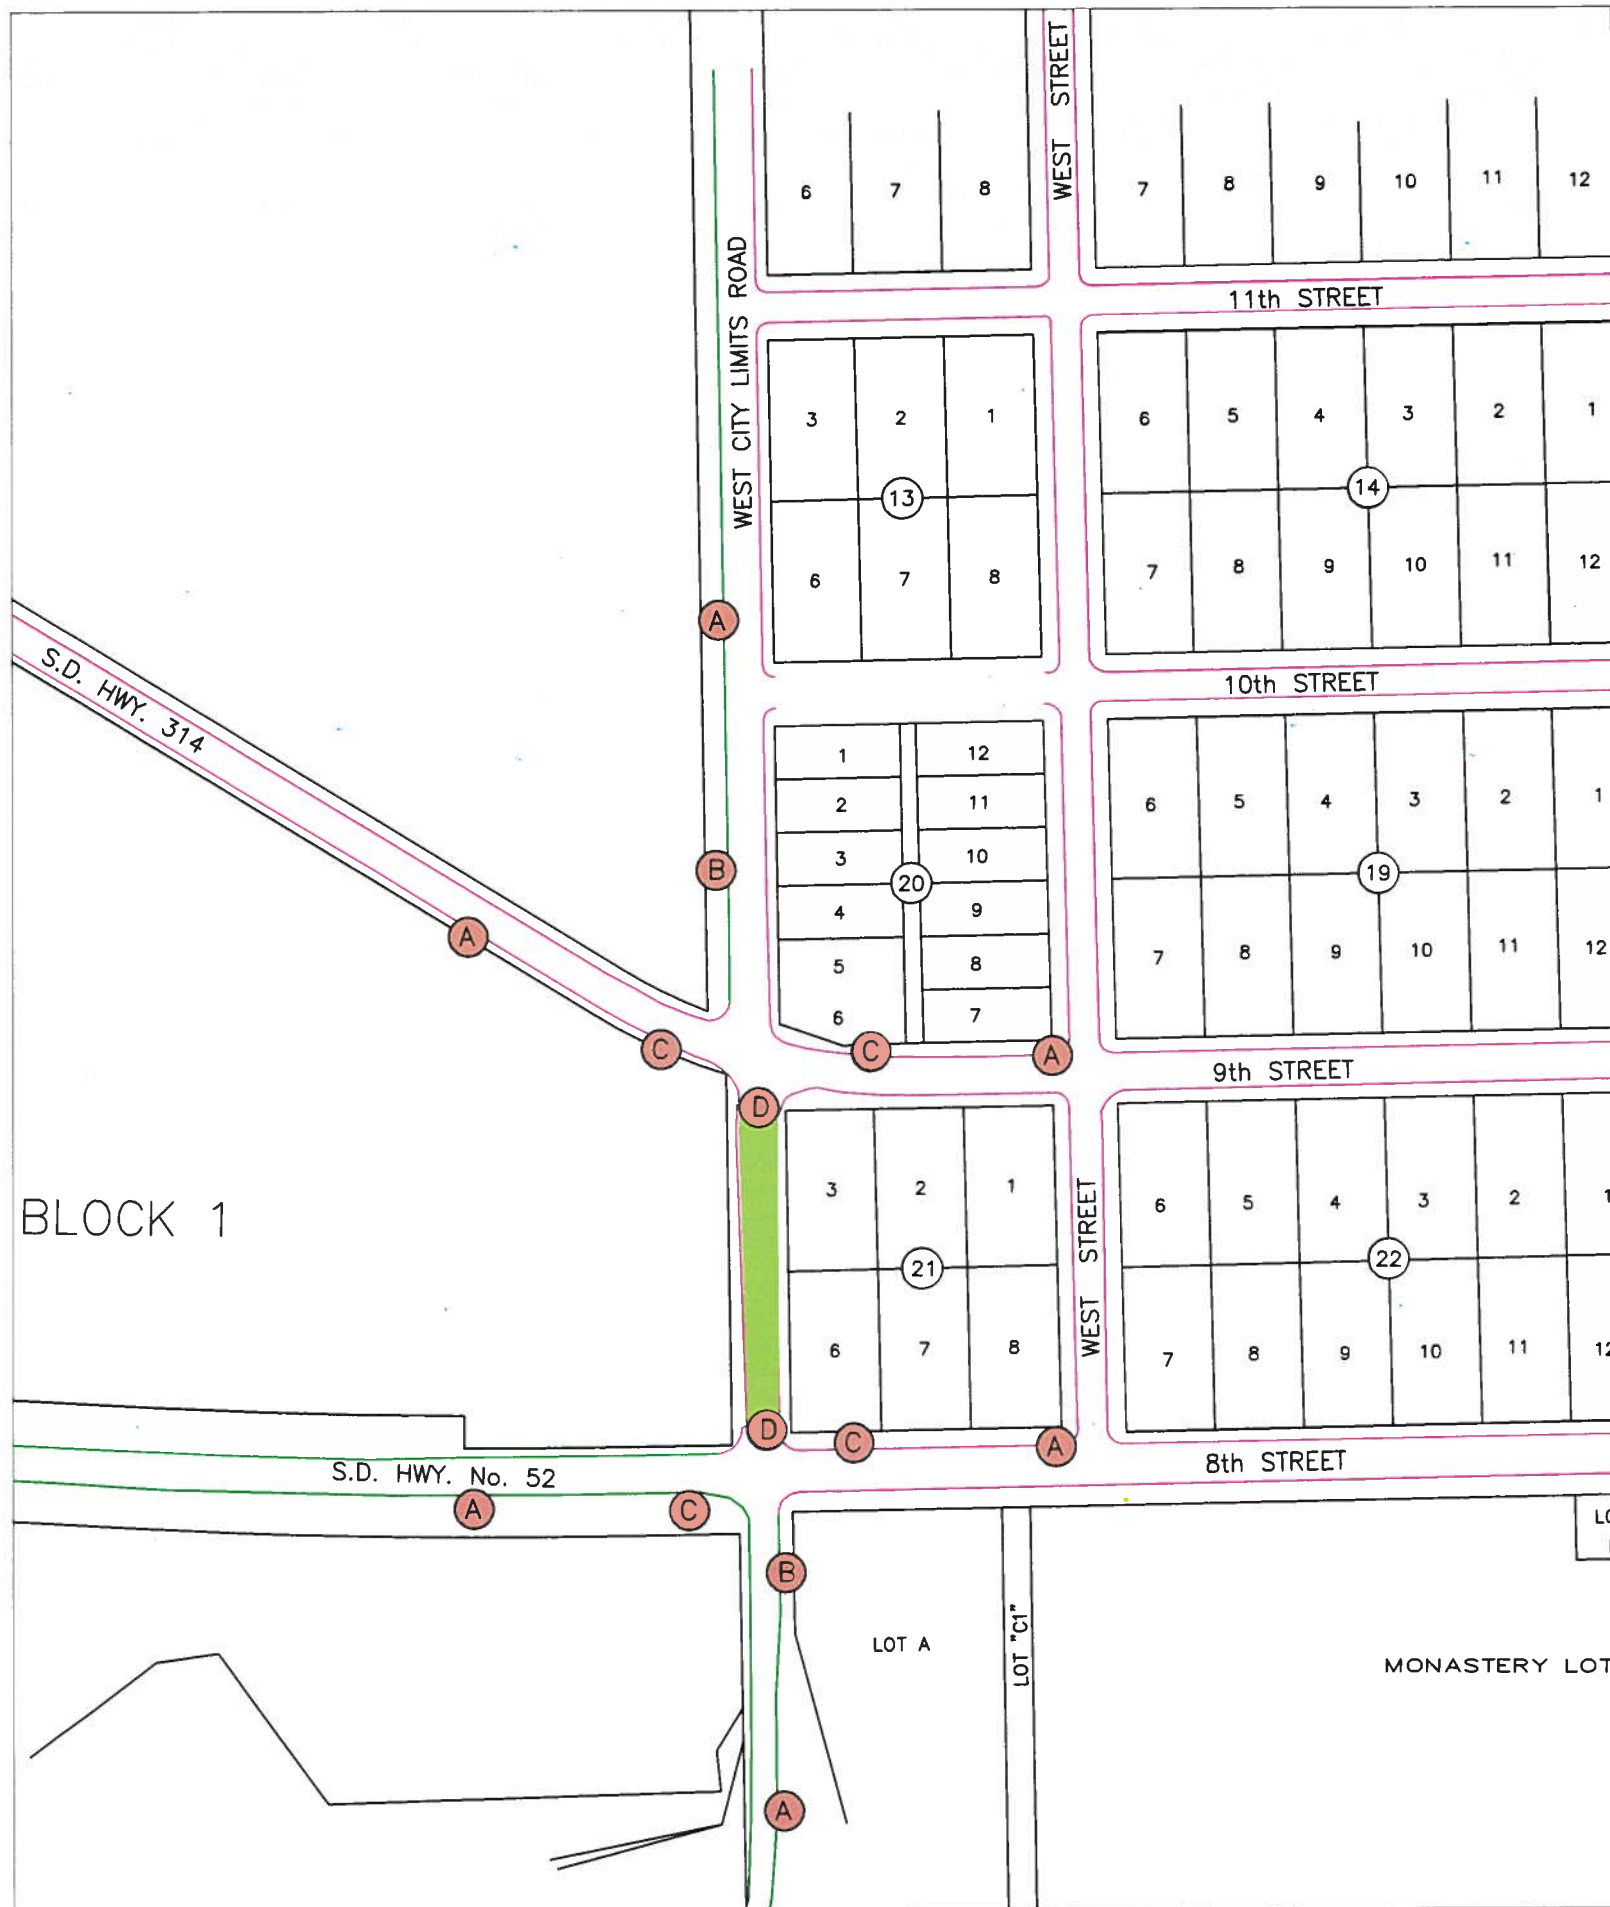 WEST STREET
6 7 8
7 8 9 10 11 12
WEST CITY LIMITS ROAD
11th STREET
3 2 1
6 5 4 3 2 1
13
14
6 7 8
7 8 9 10 11 12
A
S.D. HWY. 314
10th STREET
1 12
2 11
3 10
20
4 9
5 8
6 7
6 5 4 3 2 1
19
7 8 9 10 11 12
B
A
C
C
A
9th STREET
D
BLOCK 1
3 2 1
21
6 7 8
WEST STREET
6 5 4 3 2 1
22
7 8 9 10 11
D
C
A
8th STREET
S.D. HWY. No. 52
A
C
B
LOT A
LOT "C1"
MONASTERY LOT
A